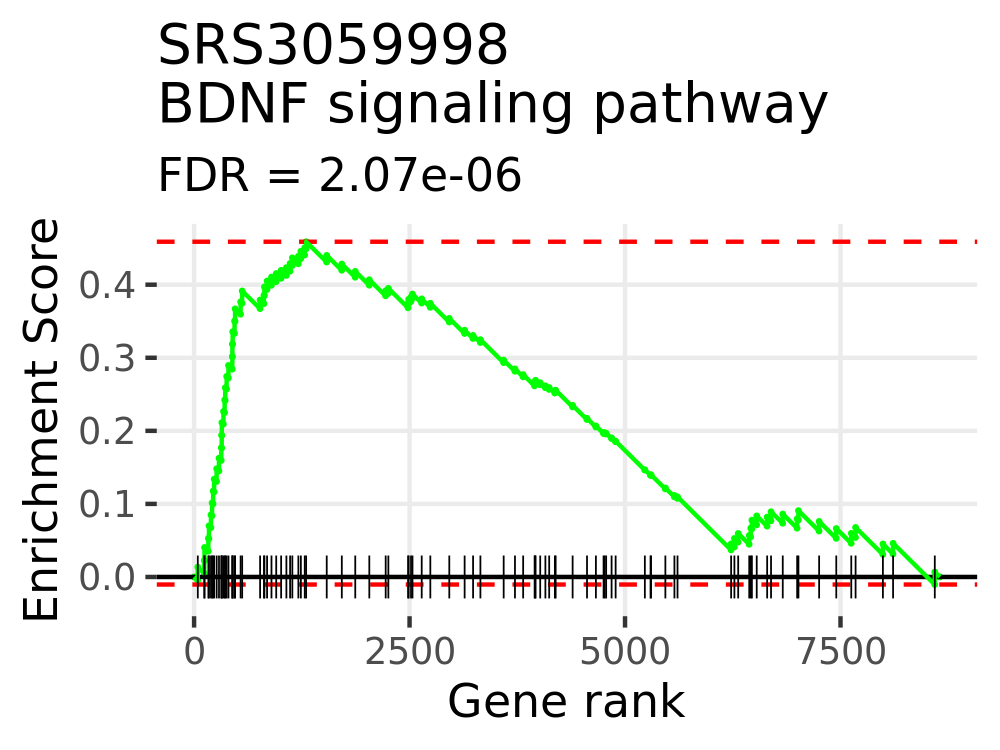 SRS3059998
BDNF signaling pathway
FDR = 2.07e-06
Enrichment Score
0.4
0.3
0.2
0.1
0.0
0 2500 5000 7500
Gene rank